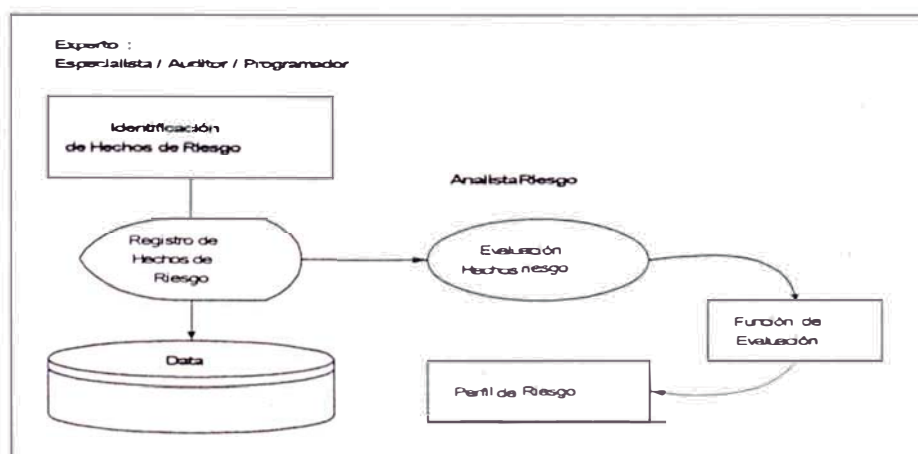 Experto :
Especialista / Auditor / Programador
Identificación
de Hechos de Riesgo
Analista Riesgo
Registro de
Hechos de
Riesgo
Evaluación
Hechos riesgo
Función de
Evaluación
Data
Perfil de Riesgo